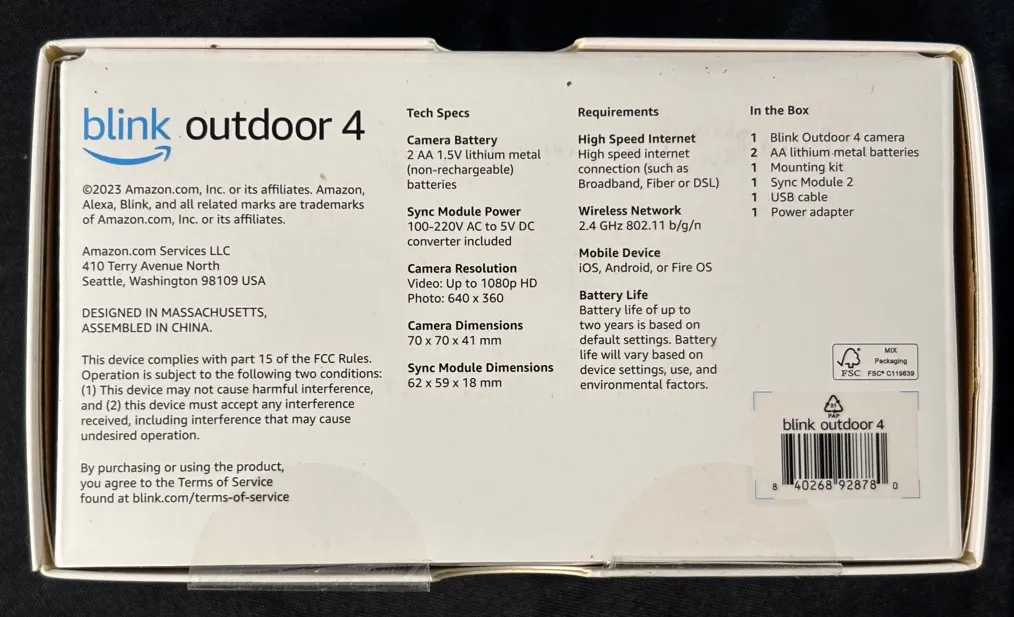 blink outdoor 4
©2023 Amazon.com, Inc. or its affiliates. Amazon,
Alexa, Blink, and all related marks are trademarks
of Amazon.com, Inc. or its affiliates.
Amazon.com Services LLC
410 Terry Avenue North
Seattle, Washington 98109 USA
DESIGNED IN MASSACHUSETTS,
ASSEMBLED IN CHINA.
This device complies with part 15 of the FCC Rules.
Operation is subject to the following two conditions:
(1) This device may not cause harmful interference,
and (2) this device must accept any interference
received, including interference that may cause
undesired operation.
By purchasing or using the product,
you agree to the Terms of Service
found at blink.com/terms-of-service
Tech Specs
Camera Battery
2 AA 1.5V lithium metal
(non-rechargeable)
batteries
Sync Module Power
100-220V AC to 5V DC
converter included
Camera Resolution
Video: Up to 1080p HD
Photo: 640 x 360
Camera Dimensions
70 x 70 x 41 mm
Sync Module Dimensions
62 x 59 x 18 mm
Requirements
High Speed Internet
High speed internet
connection (such as
Broadband, Fiber or DSL)
Wireless Network
2.4 GHz 802.11 b/g/n
Mobile Device
iOS, Android, or Fire OS
Battery Life
Battery life of up to
two years is based on
default settings. Battery
life will vary based on
device settings, use, and
environmental factors.
In the Box
1 Blink Outdoor 4 camera
2 AA lithium metal batteries
1 Mounting kit
1 Sync Module 2
1 USB cable
1 Power adapter
FSC
MIX
Packaging
FSC® C119639
21
PAP
blink outdoor 4
8 40268 92878 0